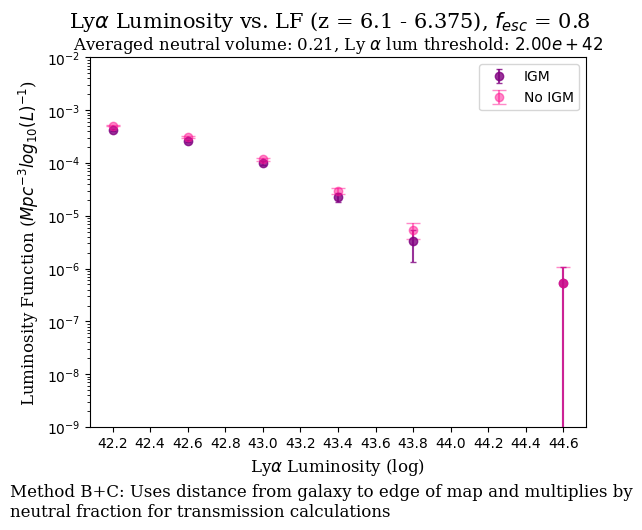 Lyα Luminosity vs. LF (z = 6.1 - 6.375), f_esc = 0.8
Averaged neutral volume: 0.21, Ly α lum threshold: 2.00e + 42
IGM
No IGM
Luminosity Function (Mpc⁻³log₁₀(L)⁻¹)
10⁻²
10⁻³
10⁻⁴
10⁻⁵
10⁻⁶
10⁻⁷
10⁻⁸
10⁻⁹
42.2 42.4 42.6 42.8 43.0 43.2 43.4 43.6 43.8 44.0 44.2 44.4 44.6
Lyα Luminosity (log)
Method B+C: Uses distance from galaxy to edge of map and multiplies by
neutral fraction for transmission calculations